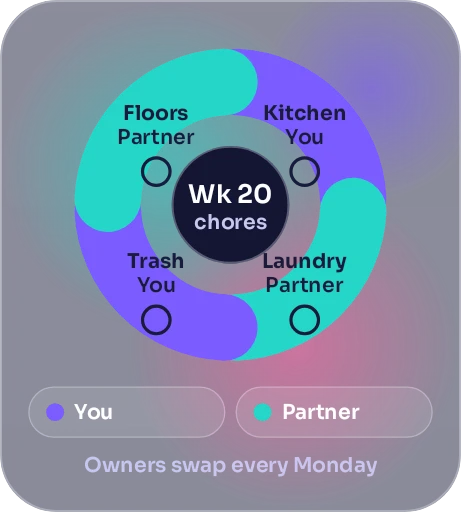 Floors
Partner
Kitchen
You
Wk 20
chores
Trash
You
Laundry
Partner
You
Partner
Owners swap every Monday